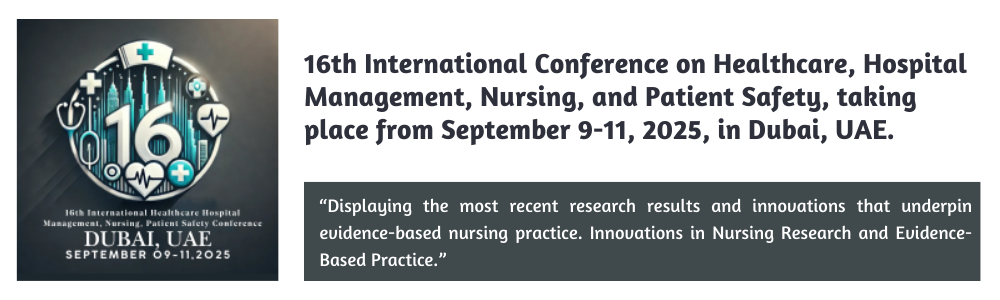 16
16th International Healthcare Hospital
Management, Nursing, Patient Safety Conference
DUBAI, UAE
SEPTEMBER 09-11,2025
16th International Conference on Healthcare, Hospital
Management, Nursing, and Patient Safety, taking
place from September 9-11, 2025, in Dubai, UAE.
“Displaying the most recent research results and innovations that underpin
evidence-based nursing practice. Innovations in Nursing Research and Evidence-
Based Practice.”